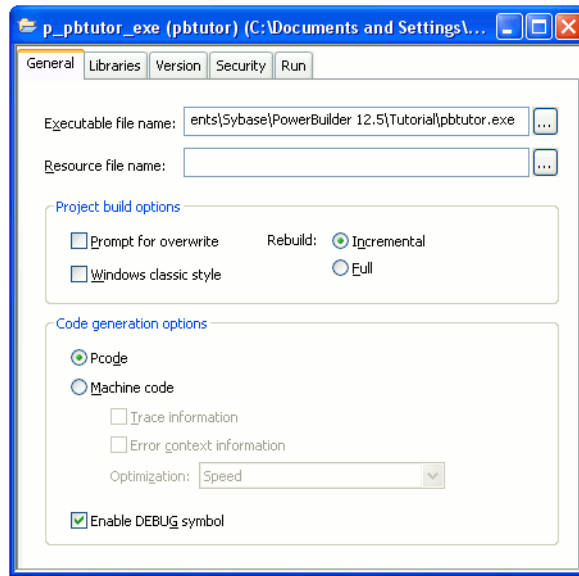 p_pbtutor_exe (pbtutor) (C:\Documents and Settings\...
General Libraries Version Security Run
Executable file name: ents\Sybase\PowerBuilder 12.5\Tutorial\pbtutor.exe ...
Resource file name: ...
Project build options
Prompt for overwrite Rebuild: Incremental
Windows classic style Full
Code generation options
Pcode
Machine code
Trace information
Error context information
Optimization: Speed
Enable DEBUG symbol